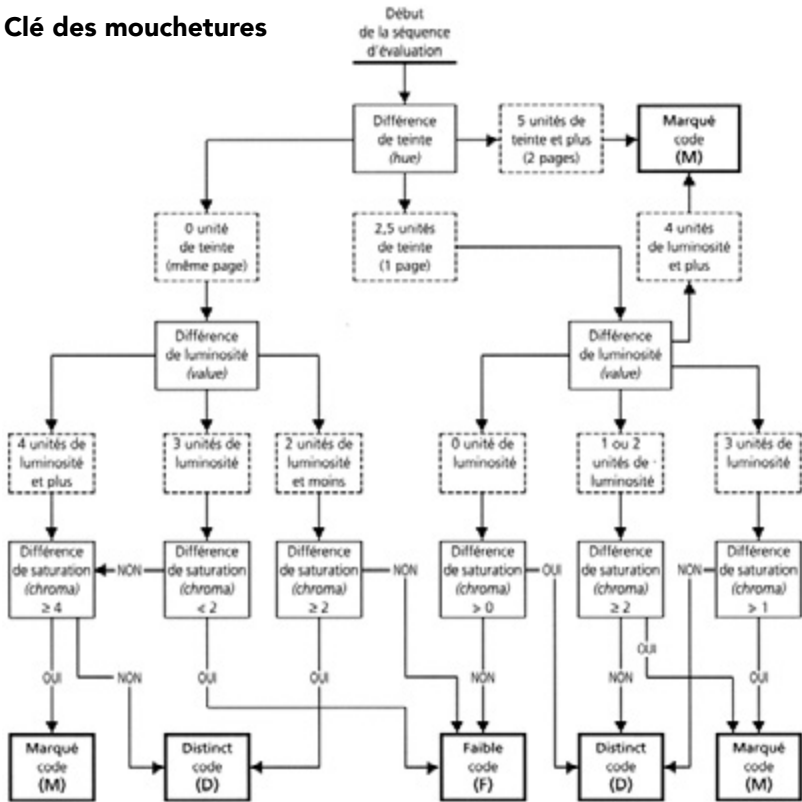 Clé des mouchetures
Début
de la séquence
d'évaluation
Différence
de teinte
(hue)
5 unités de
teinte et plus
(2 pages)
Marqué
code
(M)
0 unité
de teinte
(même page)
2,5 unités
de teinte
(1 page)
4 unités
de luminosité
et plus
Différence
de luminosité
(value)
Différence
de luminosité
(value)
4 unités de
luminosité
et plus
3 unités de
luminosité
2 unités de
luminosité
et moins
0 unité de
luminosité
1 ou 2
unités de
luminosité
3 unités de
luminosité
Différence
de saturation
(chroma)
≥ 4
NON
Différence
de saturation
(chroma)
< 2
Différence
de saturation
(chroma)
≥ 2
NON
Différence
de saturation
(chroma)
> 0
OUI
Différence
de saturation
(chroma)
≥ 2
NON
Différence
de saturation
(chroma)
> 1
OUI
OUI
NON
OUI
OUI
NON
NON
OUI
Marqué
code
(M)
Distinct
code
(D)
Faible
code
(F)
Distinct
code
(D)
Marqué
code
(M)